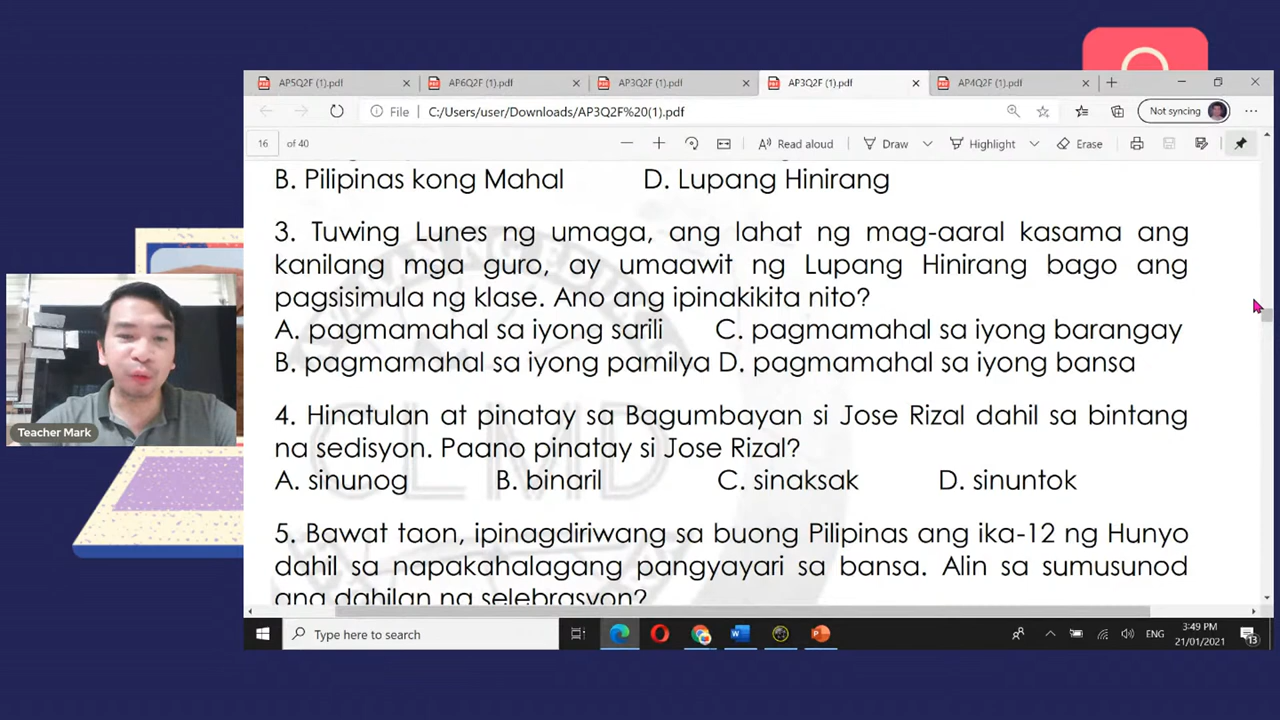 AP5Q2F (1).pdf
AP6Q2F (1).pdf
AP3Q2F (1).pdf
AP3Q2F (1).pdf
AP4Q2F (1).pdf
File C:/Users/user/Downloads/AP3Q2F%20(1).pdf
Not syncing
16 of 40
Read aloud
Draw
Highlight
Erase
B. Pilipinas kong Mahal D. Lupang Hinirang
3. Tuwing Lunes ng umaga, ang lahat ng mag-aaral kasama ang
kanilang mga guro, ay umaawit ng Lupang Hinirang bago ang
pagsisimula ng klase. Ano ang ipinakikita nito?
A. pagmamahal sa iyong sarili C. pagmamahal sa iyong barangay
B. pagmamahal sa iyong pamilya D. pagmamahal sa iyong bansa
Teacher Mark
4. Hinatulan at pinatay sa Bagumbayan si Jose Rizal dahil sa bintang
na sedisyon. Paano pinatay si Jose Rizal?
A. sinunog B. binaril C. sinaksak D. sinuntok
5. Bawat taon, ipinagdiriwang sa buong Pilipinas ang ika-12 ng Hunyo
dahil sa napakahalagang pangyayari sa bansa. Alin sa sumusunod
ang dahilan ng selebrasyon?
CLMD
Type here to search
ENG
3:49 PM
21/01/2021
13